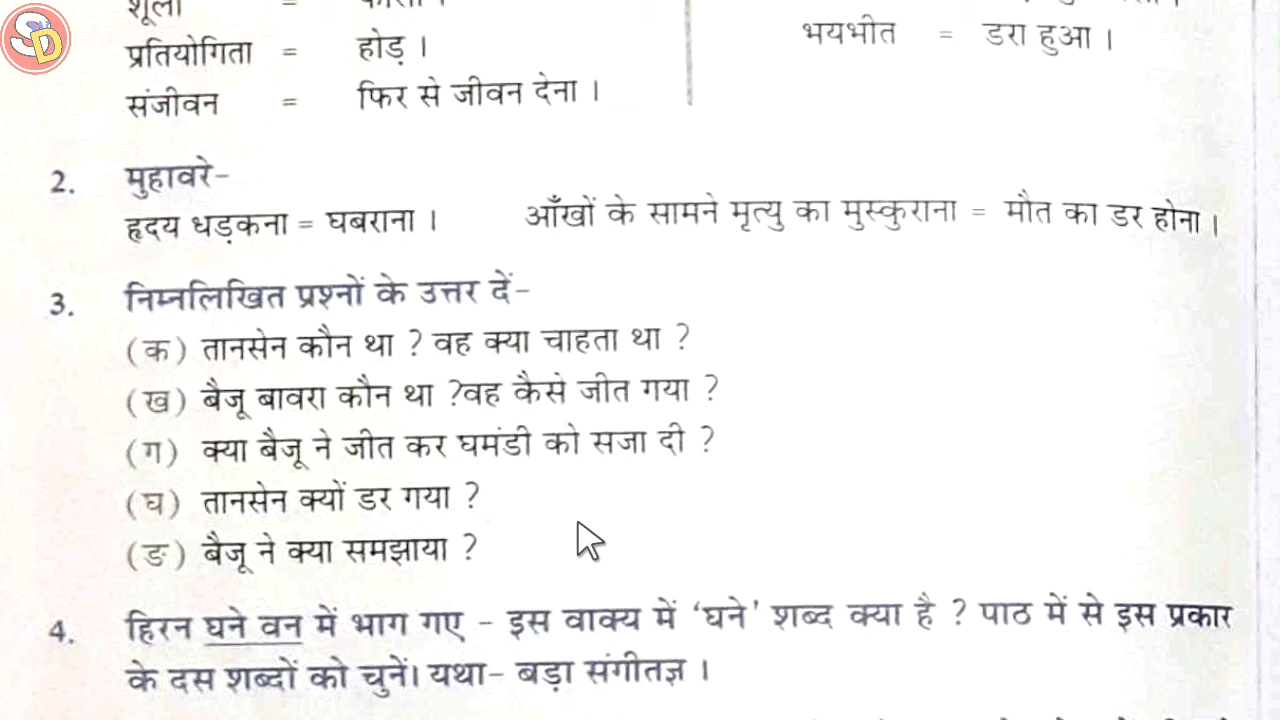 SD
शूली =
प्रतियोगिता = होड़ ।
संजीवन = फिर से जीवन देना ।
भयभीत = डरा हुआ ।
2. मुहावरे-
हृदय धड़कना = घबराना । आँखों के सामने मृत्यु का मुस्कुराना = मौत का डर होना ।
3. निम्नलिखित प्रश्नों के उत्तर दें-
(क) तानसेन कौन था ? वह क्या चाहता था ?
(ख) बैजू बावरा कौन था ?वह कैसे जीत गया ?
(ग) क्या बैजू ने जीत कर घमंडी को सजा दी ?
(घ) तानसेन क्यों डर गया ?
(ङ) बैजू ने क्या समझाया ?
4. हिरन घने वन में भाग गए - इस वाक्य में ‘घने’ शब्द क्या है ? पाठ में से इस प्रकार
के दस शब्दों को चुनें। यथा- बड़ा संगीतज्ञ ।